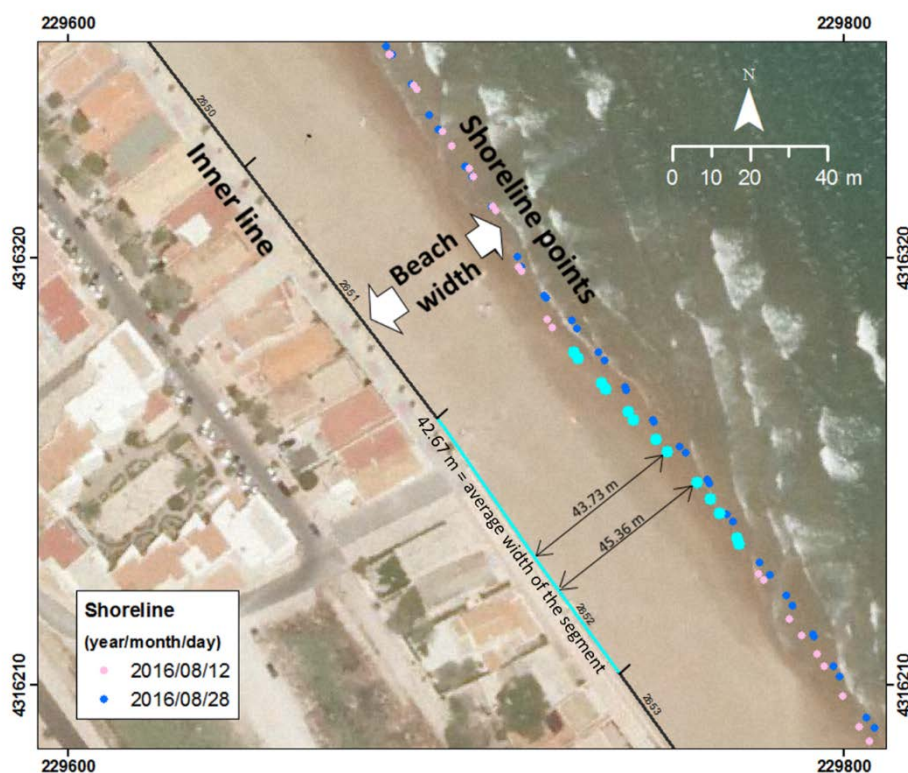 229600
229800
N
0 10 20 40 m
4316320
4316320
4316210
4316210
2650
Inner line
2651
Beach
width
Shoreline points
42.67 m = average width of the segment
43.73 m
45.36 m
2652
2653
Shoreline
(year/month/day)
2016/08/12
2016/08/28
229600
229800